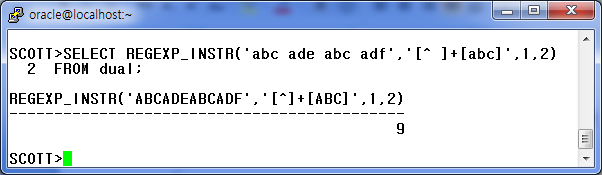 oracle@localhost:~
SCOTT>SELECT REGEXP_INSTR('abc ade abc adf','[^ ]+[abc]',1,2)
  2  FROM dual;
REGEXP_INSTR('ABCADEABCADF','[^]+[ABC]',1,2)
--------------------------------------------
                                           9
SCOTT>